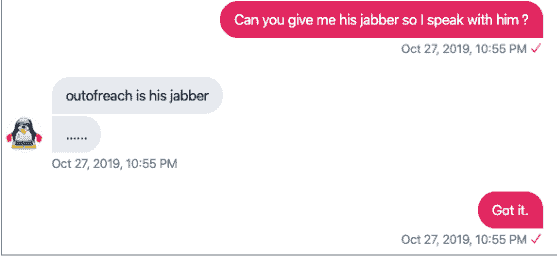 Can you give me his jabber so I speak with him ?
Oct 27, 2019, 10:55 PM ✓
outofreach is his jabber
......
Oct 27, 2019, 10:55 PM
Got it.
Oct 27, 2019, 10:55 PM ✓